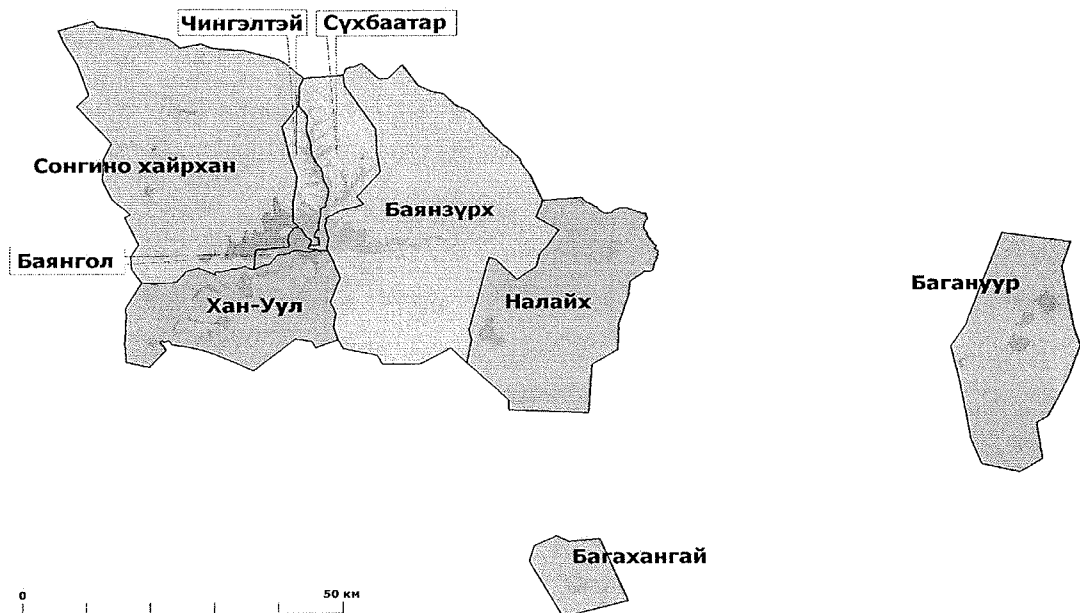 Чингэлтэй
Сүхбаатар
Сонгино хайрхан
Баянзүрх
Баянгол
Хан-Уул
Налайх
Багануур
Багахангай
0
50 км